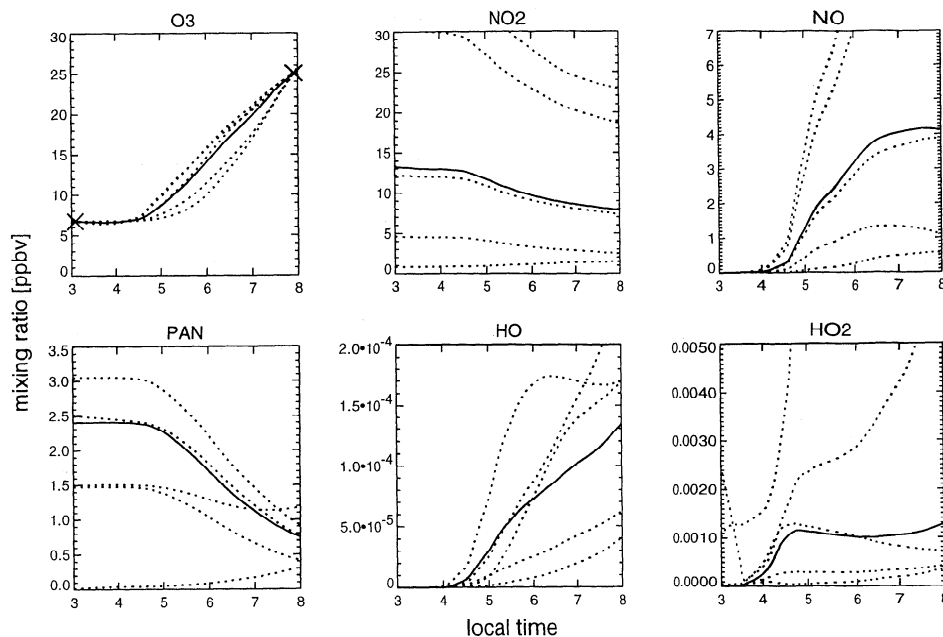 O3
NO2
NO
30
25
20
15
10
5
0
30
25
20
15
10
5
0
7
6
5
4
3
2
1
0
3 4 5 6 7 8
3 4 5 6 7 8
3 4 5 6 7 8
mixing ratio [ppbv]
PAN
HO
HO2
3.5
3.0
2.5
2.0
1.5
1.0
0.5
0.0
2.0•10⁻⁴
1.5•10⁻⁴
1.0•10⁻⁴
5.0•10⁻⁵
0
0.0050
0.0040
0.0030
0.0020
0.0010
0.0000
3 4 5 6 7 8
3 4 5 6 7 8
3 4 5 6 7 8
local time